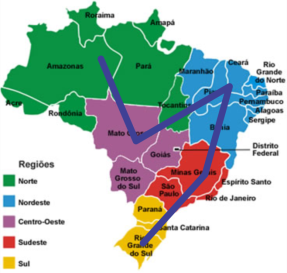 Roraima
Amapá
Amazonas
Pará
Maranhão
Ceará
Rio
Grande
do Norte
Paraíba
Pernambuco
Alagoas
Sergipe
Acre
Rondônia
Tocantins
Bahia
Mato
Goiás
Distrito
Federal
Mato
Grosso
do Sul
Minas Gerais
Espírito Santo
São
Paulo
Rio de Janeiro
Paraná
Santa Catarina
Rio
Grande
do Sul
Regiões
Norte
Nordeste
Centro-Oeste
Sudeste
Sul